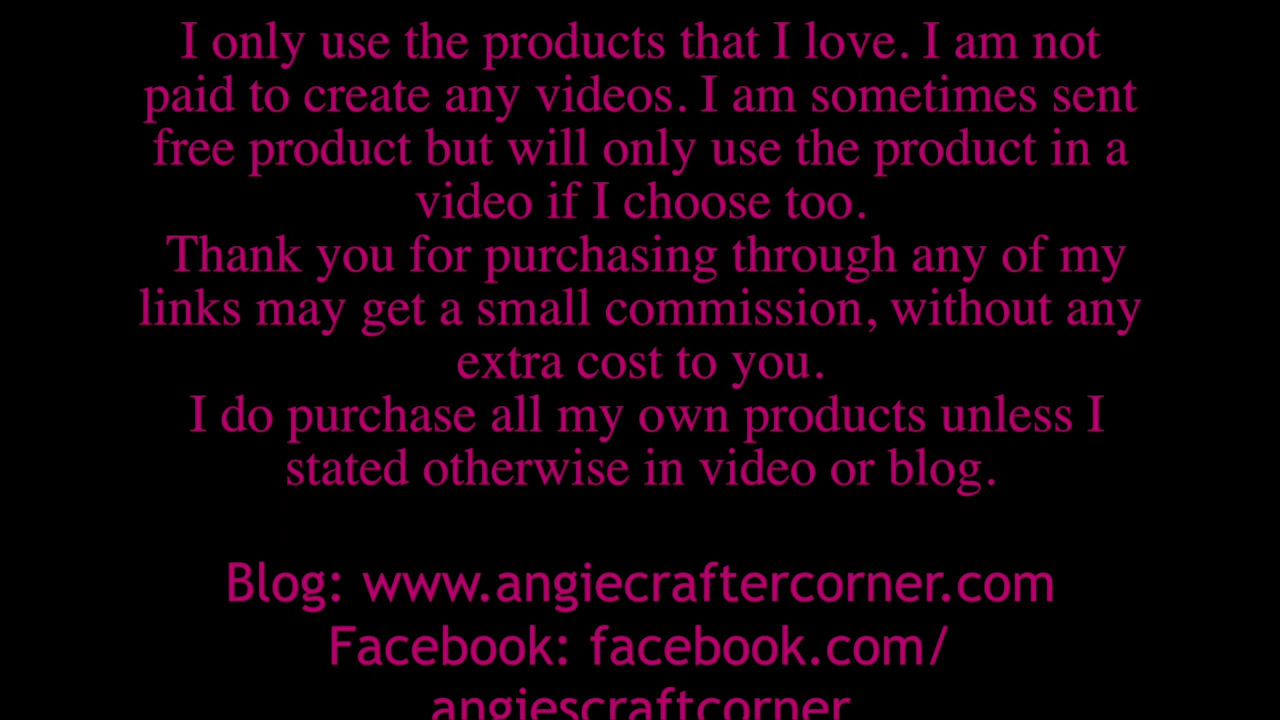 I only use the products that I love. I am not
paid to create any videos. I am sometimes sent
free product but will only use the product in a
video if I choose too.
Thank you for purchasing through any of my
links may get a small commission, without any
extra cost to you.
I do purchase all my own products unless I
stated otherwise in video or blog.
Blog: www.angiecraftercorner.com
Facebook: facebook.com/
angiescraftcorner